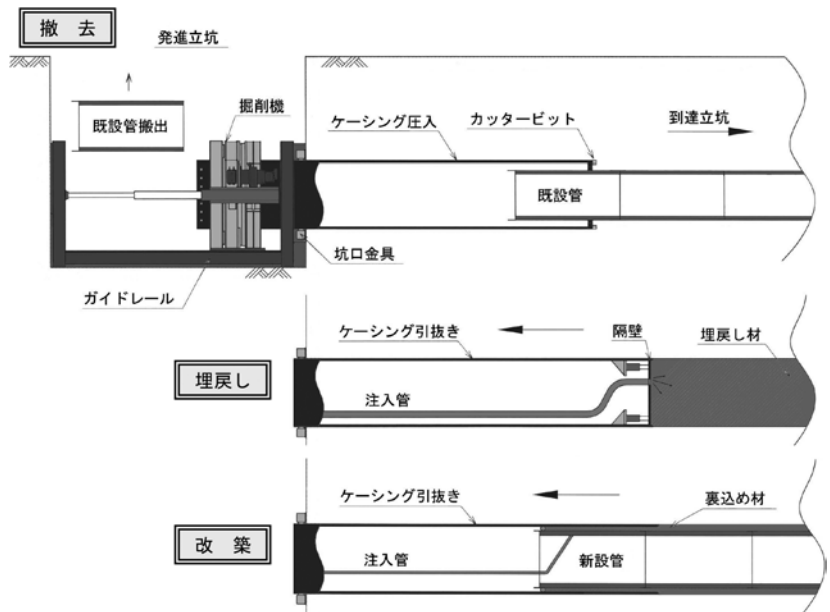 撤去
発進立坑
既設管搬出
掘削機
ケーシング圧入
カッタービット
到達立坑
既設管
坑口金具
ガイドレール
ケーシング引抜き
隔壁
埋戻し材
埋戻し
注入管
ケーシング引抜き
裏込め材
改築
注入管
新設管